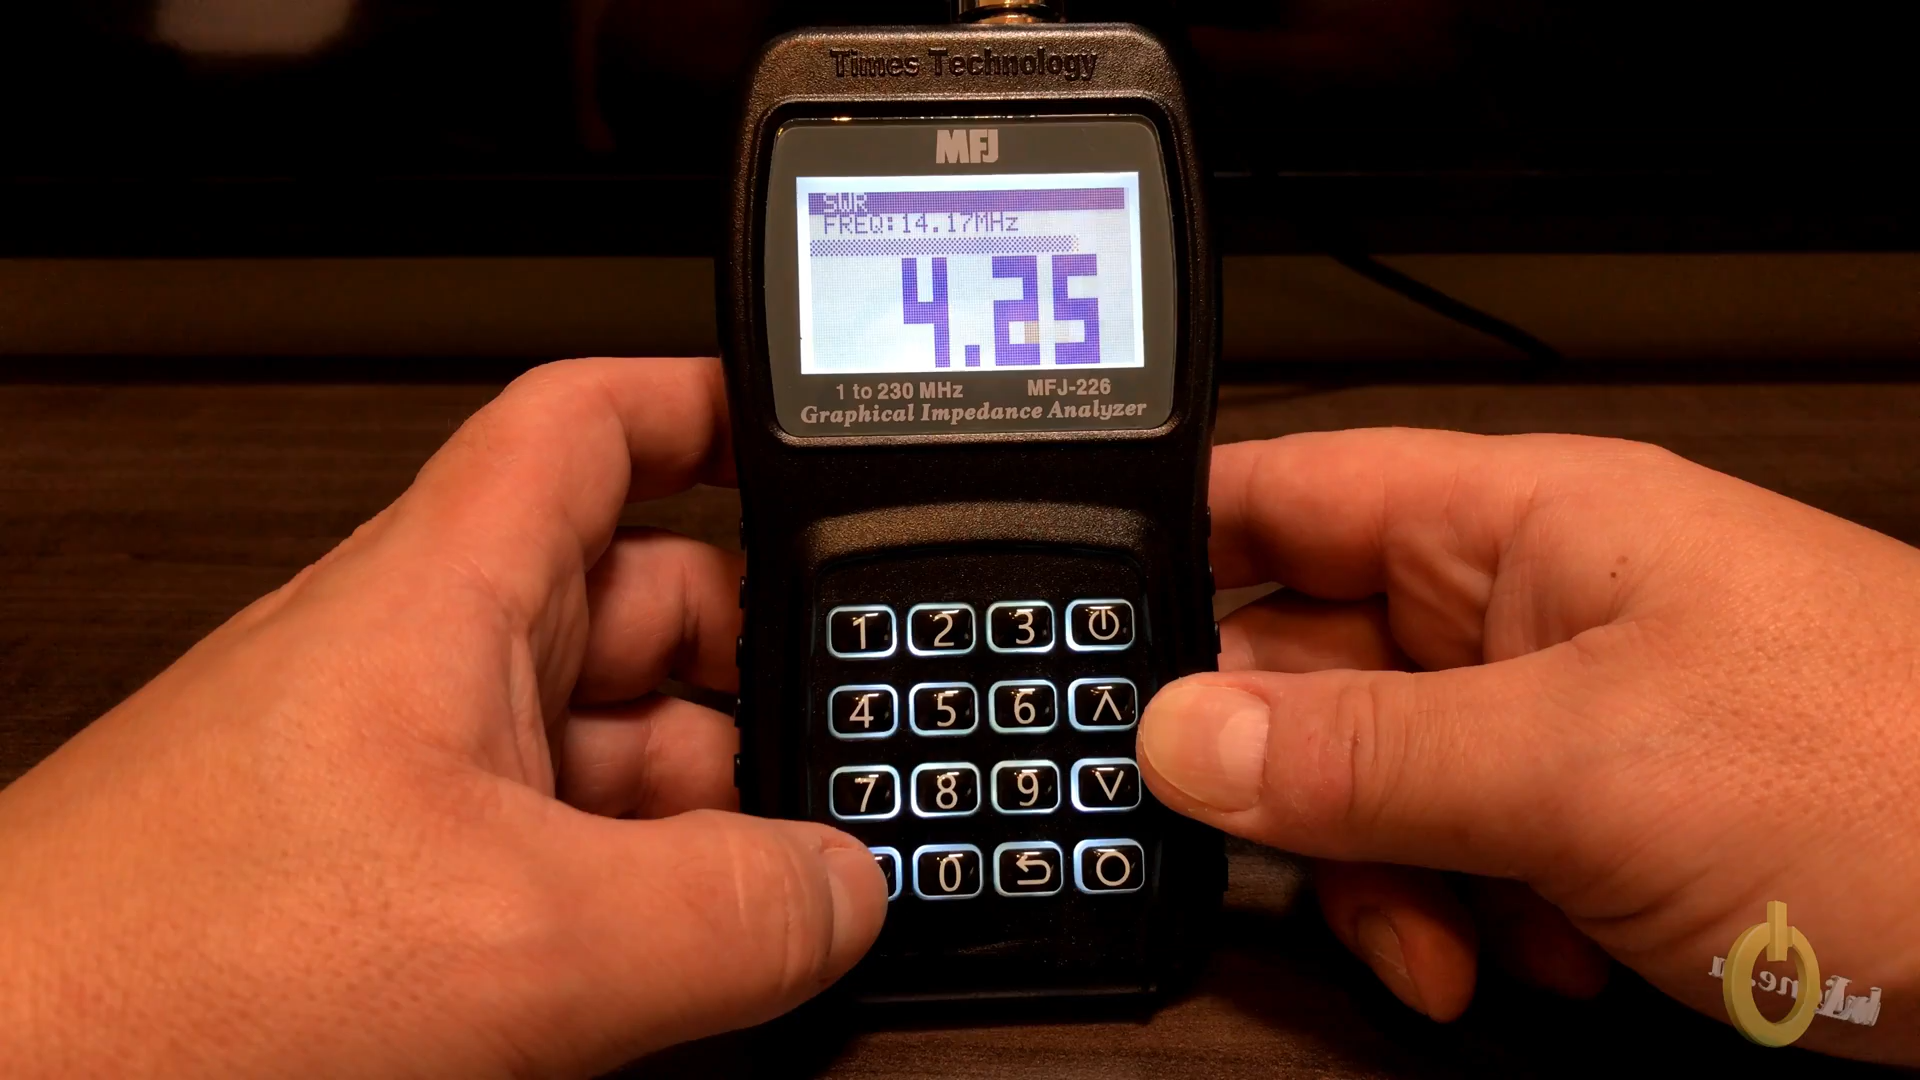 Times Technology
MFJ
SWR
FREQ:14.17MHz
4.25
1 to 230 MHz MFJ-226
Graphical Impedance Analyzer
1 2 3
4 5 6
7 8 9
0